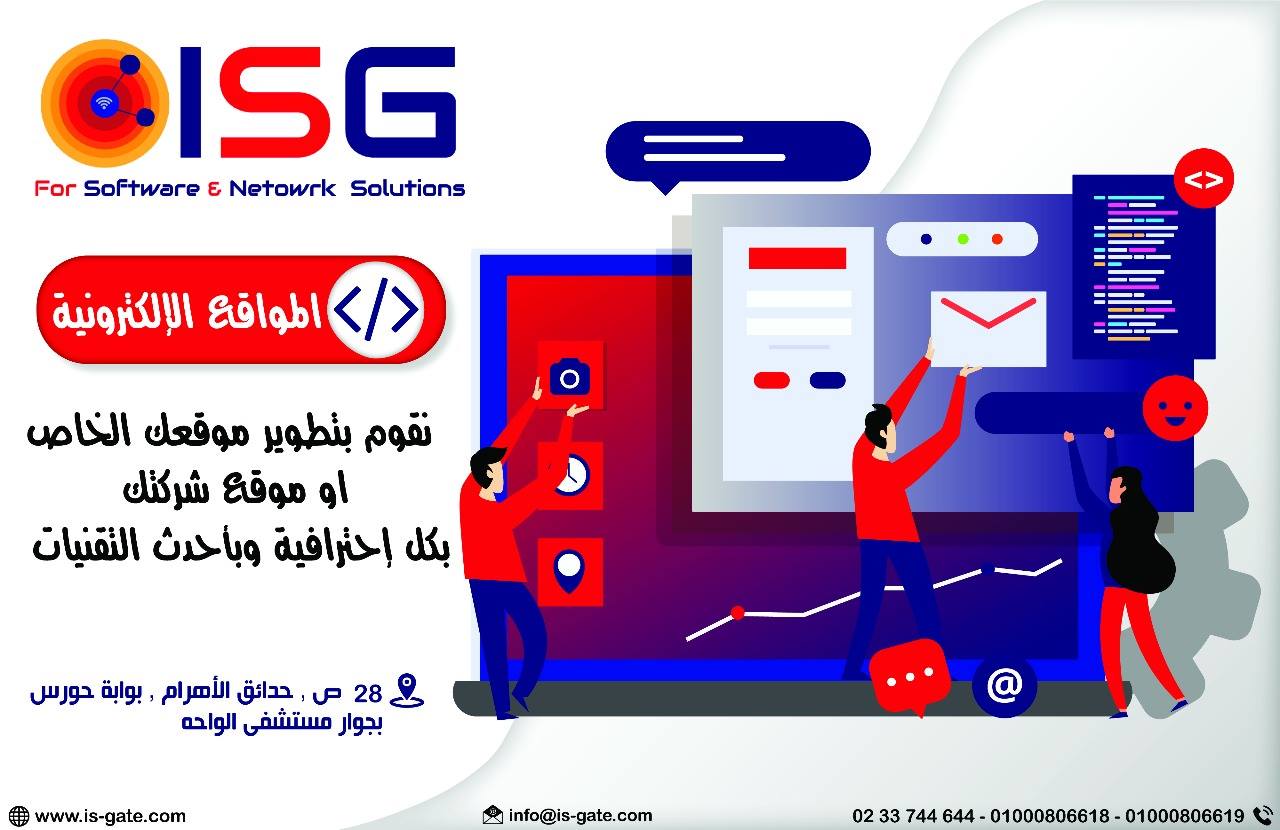 ISG
For Software & Netowrk Solutions
المواقع الإلكترونية
نقوم بتطوير موقعك الخاص
او موقع شركتك
بكل إحترافية وبأحدث التقنيات
28 ص , حدائق الأهرام , بوابة حورس
بجوار مستشفى الواحه
www.is-gate.com
info@is-gate.com
02 33 744 644 - 01000806618 - 01000806619